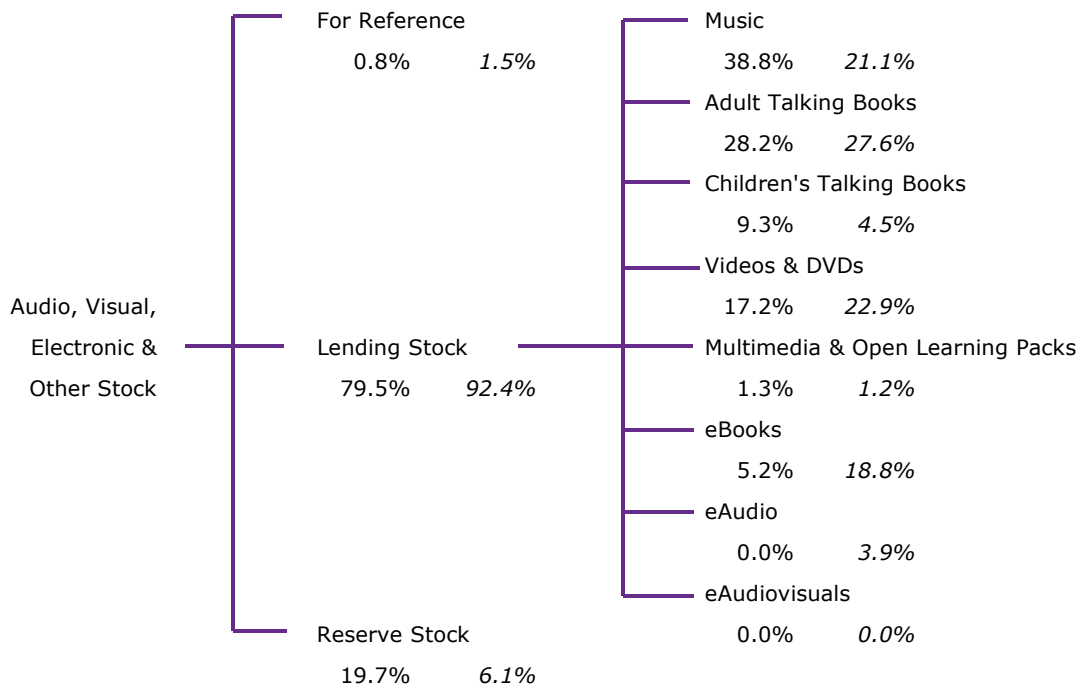 For Reference
0.8% 1.5%
Audio, Visual,
Electronic &
Other Stock
Lending Stock
79.5% 92.4%
Reserve Stock
19.7% 6.1%
Music
38.8% 21.1%
Adult Talking Books
28.2% 27.6%
Children's Talking Books
9.3% 4.5%
Videos & DVDs
17.2% 22.9%
Multimedia & Open Learning Packs
1.3% 1.2%
eBooks
5.2% 18.8%
eAudio
0.0% 3.9%
eAudiovisuals
0.0% 0.0%